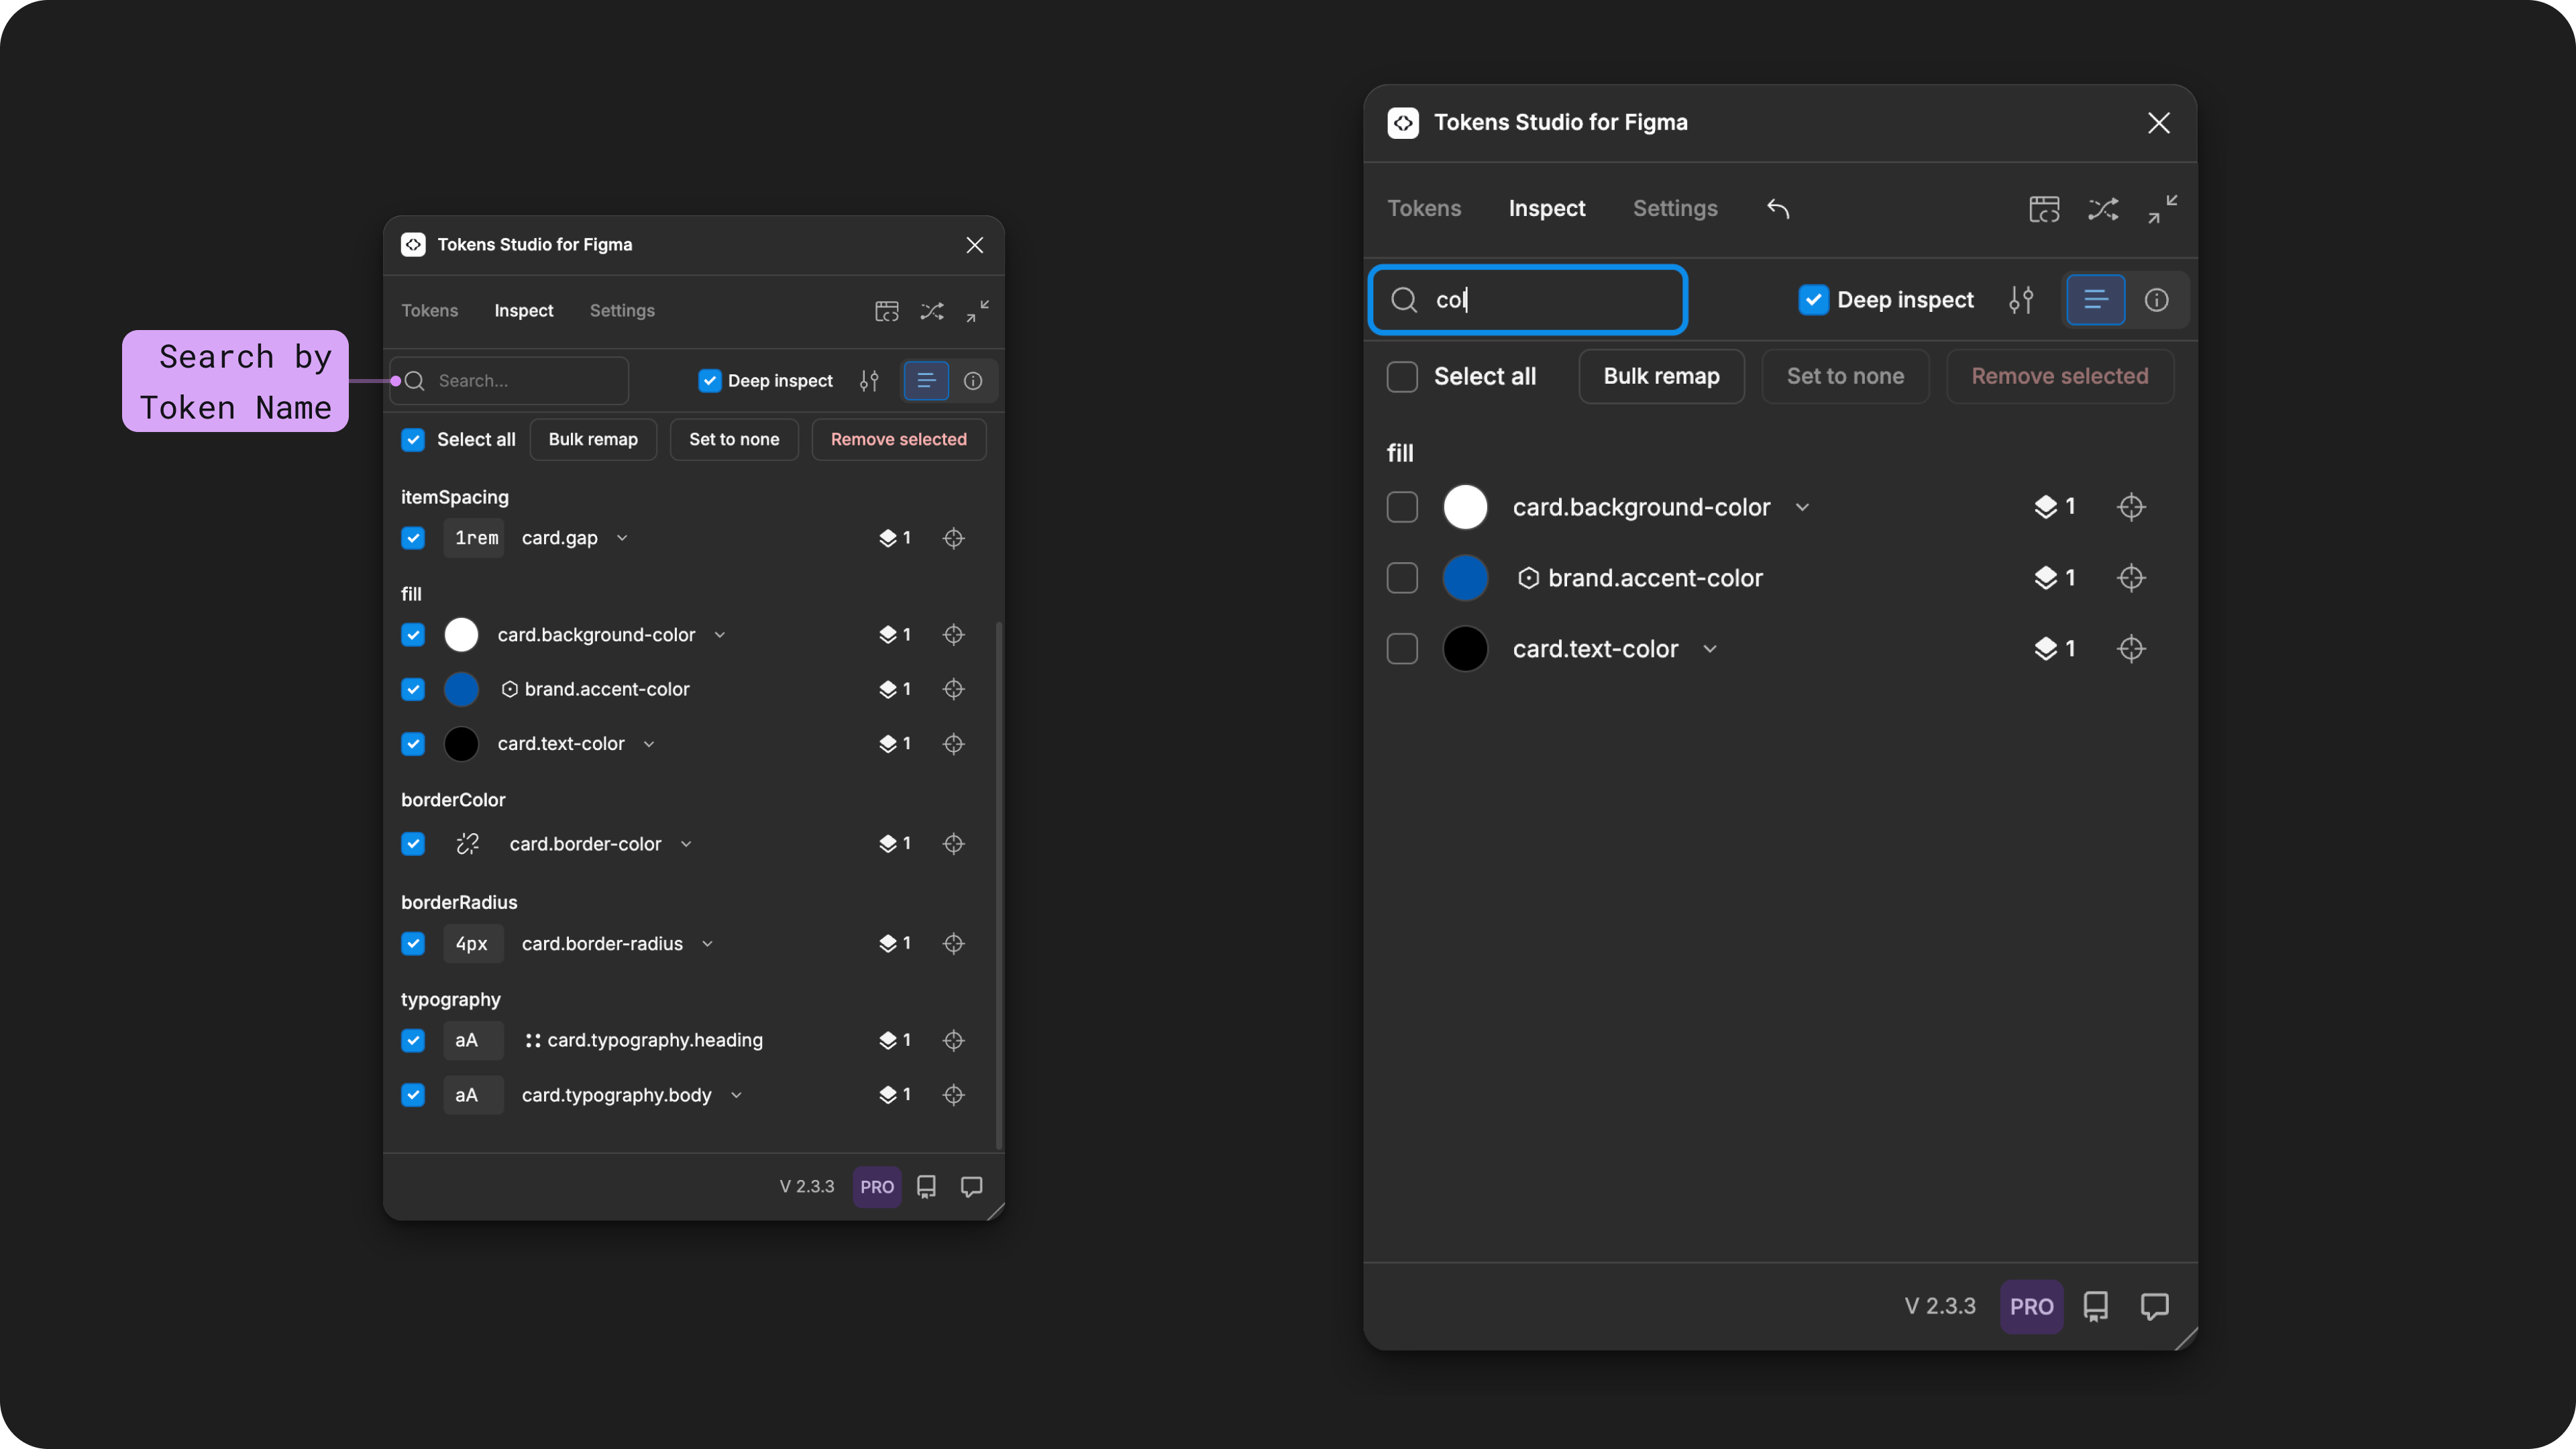 Search by
Token Name
Tokens Studio for Figma
Tokens Inspect Settings
Search... Deep inspect
Select all Bulk remap Set to none Remove selected
itemSpacing
1rem card.gap 1
fill
card.background-color 1
brand.accent-color 1
card.text-color 1
borderColor
card.border-color 1
borderRadius
4px card.border-radius 1
typography
aA card.typography.heading 1
aA card.typography.body 1
V 2.3.3 PRO
Tokens Studio for Figma
Tokens Inspect Settings
col Deep inspect
Select all Bulk remap Set to none Remove selected
fill
card.background-color 1
brand.accent-color 1
card.text-color 1
V 2.3.3 PRO